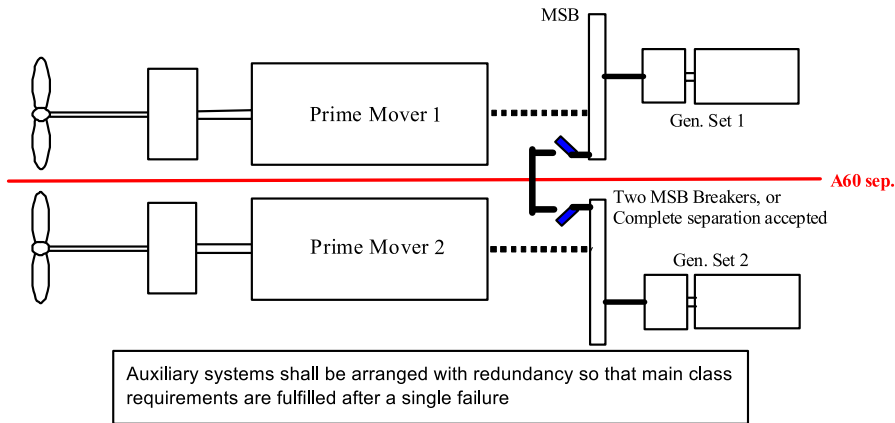 MSB
Prime Mover 1
Gen. Set 1
A60 sep.
Two MSB Breakers, or
Complete separation accepted
Prime Mover 2
Gen. Set 2
Auxiliary systems shall be arranged with redundancy so that main class
requirements are fulfilled after a single failure